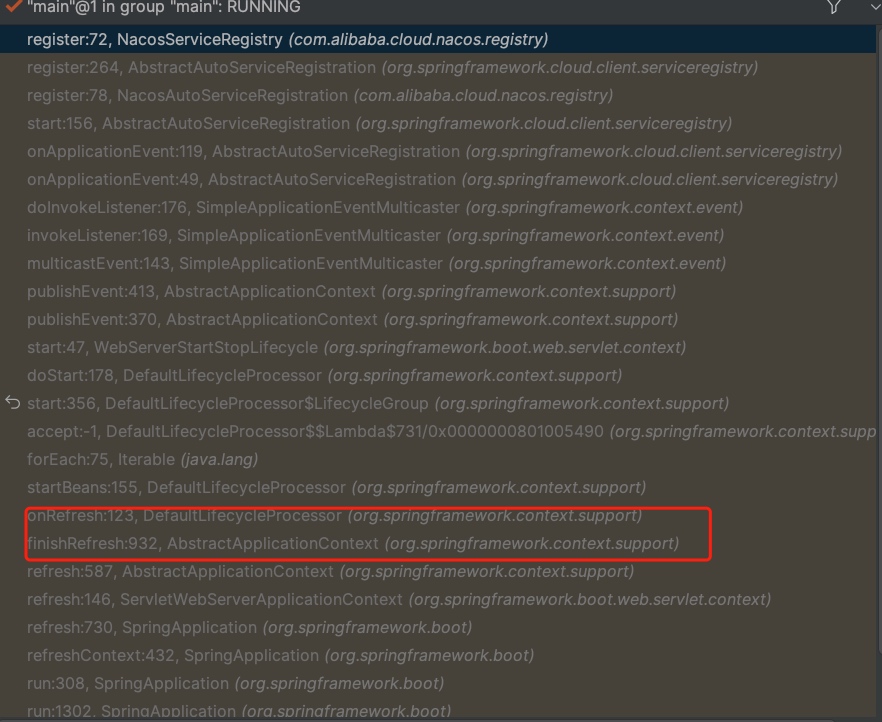 "main"@1 in group "main": RUNNING
register:72, NacosServiceRegistry (com.alibaba.cloud.nacos.registry)
register:264, AbstractAutoServiceRegistration (org.springframework.cloud.client.serviceregistry)
register:78, NacosAutoServiceRegistration (com.alibaba.cloud.nacos.registry)
start:156, AbstractAutoServiceRegistration (org.springframework.cloud.client.serviceregistry)
onApplicationEvent:119, AbstractAutoServiceRegistration (org.springframework.cloud.client.serviceregistry)
onApplicationEvent:49, AbstractAutoServiceRegistration (org.springframework.cloud.client.serviceregistry)
doInvokeListener:176, SimpleApplicationEventMulticaster (org.springframework.context.event)
invokeListener:169, SimpleApplicationEventMulticaster (org.springframework.context.event)
multicastEvent:143, SimpleApplicationEventMulticaster (org.springframework.context.event)
publishEvent:413, AbstractApplicationContext (org.springframework.context.support)
publishEvent:370, AbstractApplicationContext (org.springframework.context.support)
start:47, WebServerStartStopLifecycle (org.springframework.boot.web.servlet.context)
doStart:178, DefaultLifecycleProcessor (org.springframework.context.support)
start:356, DefaultLifecycleProcessor$LifecycleGroup (org.springframework.context.support)
accept:-1, DefaultLifecycleProcessor$$Lambda$731/0x0000000801005490 (org.springframework.context.supp
forEach:75, Iterable (java.lang)
startBeans:155, DefaultLifecycleProcessor (org.springframework.context.support)
onRefresh:123, DefaultLifecycleProcessor (org.springframework.context.support)
finishRefresh:932, AbstractApplicationContext (org.springframework.context.support)
refresh:587, AbstractApplicationContext (org.springframework.context.support)
refresh:146, ServletWebServerApplicationContext (org.springframework.boot.web.servlet.context)
refresh:730, SpringApplication (org.springframework.boot)
refreshContext:432, SpringApplication (org.springframework.boot)
run:308, SpringApplication (org.springframework.boot)
run:1302, SpringApplication (org.springframework.boot)